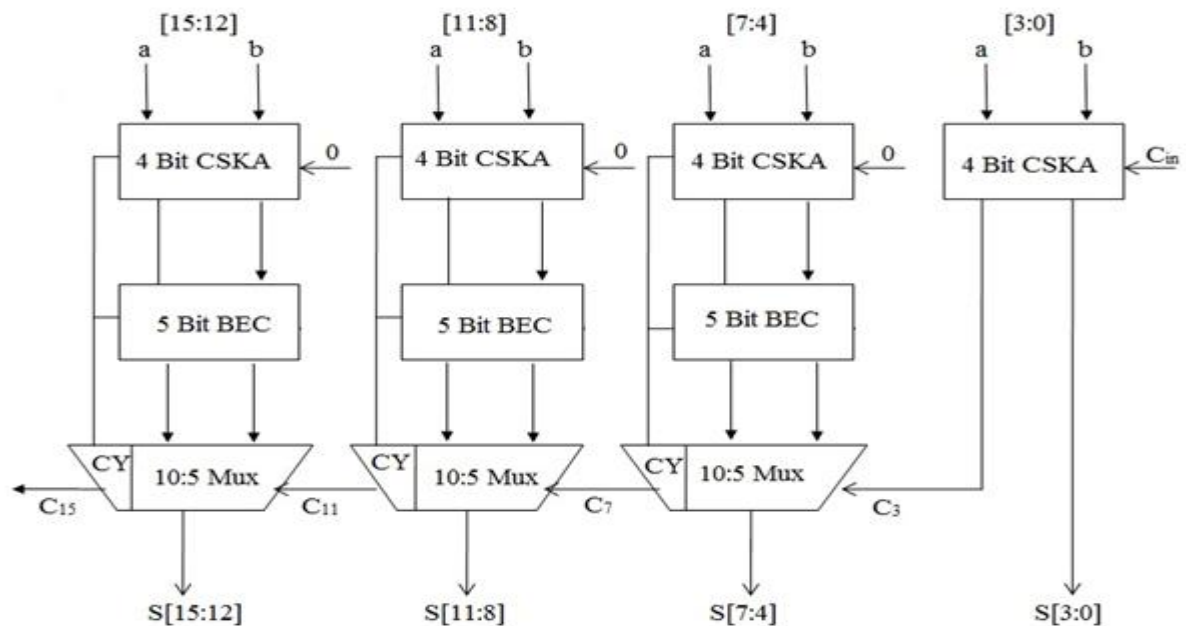 [15:12] [11:8] [7:4] [3:0]
a b a b a b a b
4 Bit CSKA 0 4 Bit CSKA 0 4 Bit CSKA 0 4 Bit CSKA Cin
5 Bit BEC 5 Bit BEC 5 Bit BEC
CY 10:5 Mux CY 10:5 Mux CY 10:5 Mux
C15 C11 C7 C3
S[15:12] S[11:8] S[7:4] S[3:0]